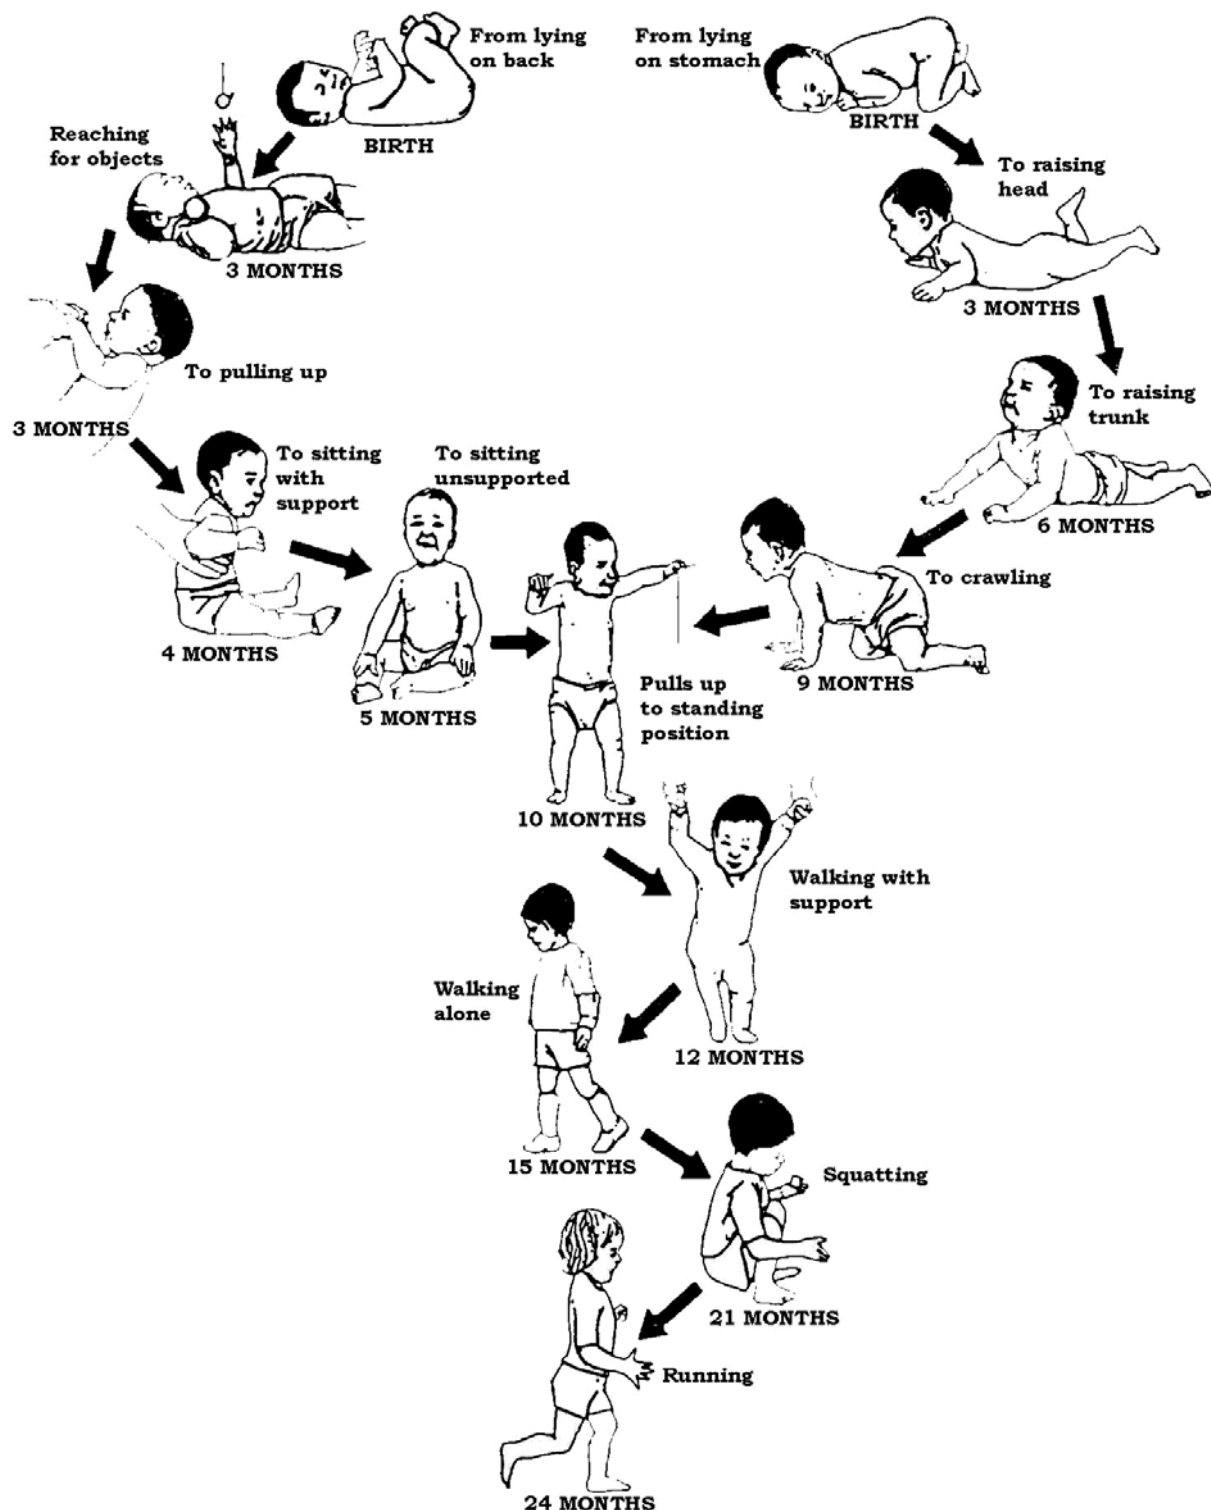 From lying
on back
BIRTH
Reaching
for objects
3 MONTHS
To pulling up
3 MONTHS
To sitting
with
support
4 MONTHS
To sitting
unsupported
5 MONTHS
From lying
on stomach
BIRTH
To raising
head
3 MONTHS
To raising
trunk
6 MONTHS
To crawling
9 MONTHS
Pulls up
to standing
position
10 MONTHS
Walking with
support
12 MONTHS
Walking
alone
15 MONTHS
Squatting
21 MONTHS
Running
24 MONTHS